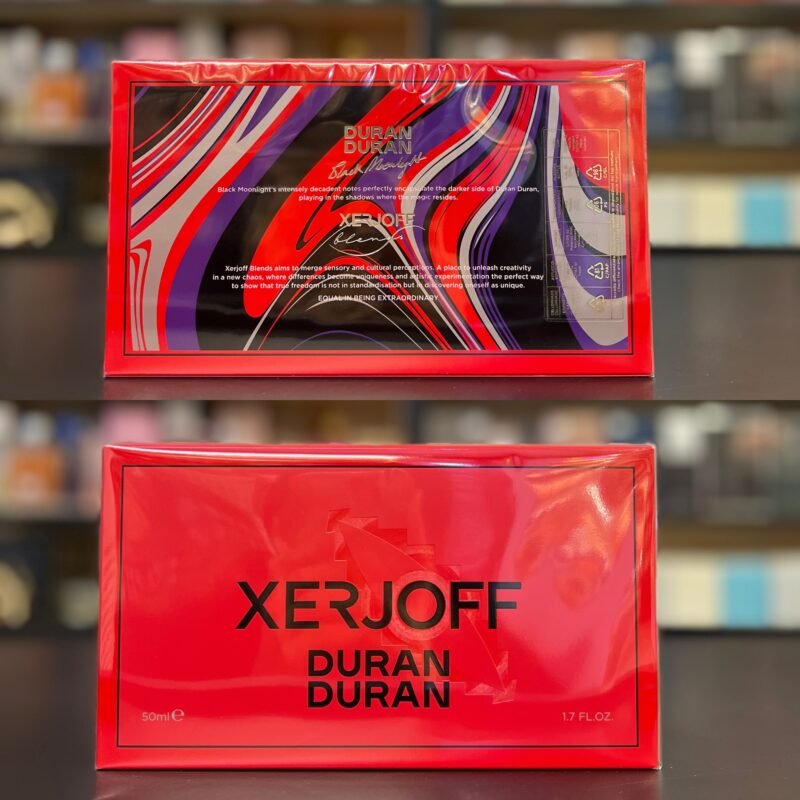 DURAN
DURAN
Black Moonlight
Black Moonlight's intensely decadent notes perfectly encapsulate the darker side of Duran Duran,
playing in the shadows where the magic resides.
XERJOFF
blends
Xerjoff Blends aims to merge sensory and cultural perceptions. A place to unleash creativity
in a new chaos, where differences become uniqueness and artistic experimentation the perfect way
to show that true freedom is not in standardisation but in discovering oneself as unique.
EQUAL IN BEING EXTRAORDINARY
XERJOFF
DURAN
DURAN
50ml ℮
1.7 FL.OZ.